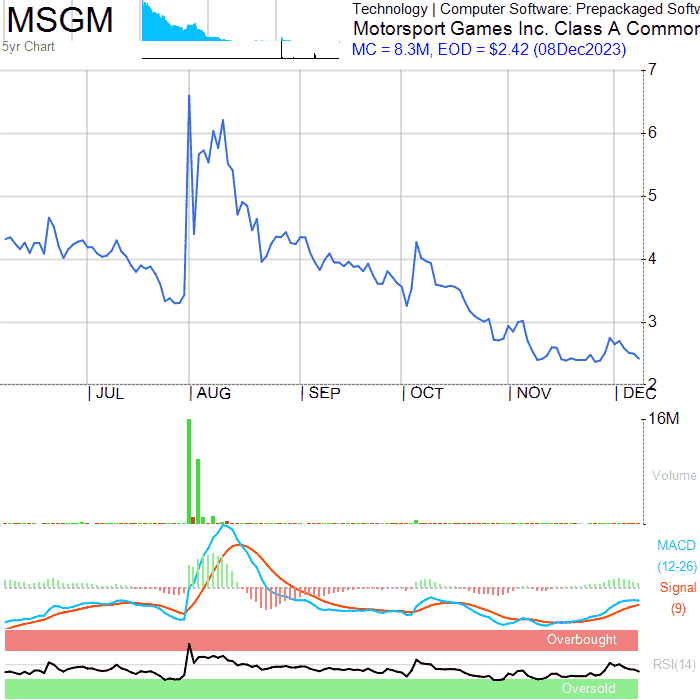 MSGM
5yr Chart
Technology | Computer Software: Prepackaged Softw
Motorsport Games Inc. Class A Common
MC = 8.3M, EOD = $2.42 (08Dec2023)
7
6
5
4
3
2
JUL AUG SEP OCT NOV DEC
16M
Volume
MACD
(12-26)
Signal
(9)
Overbought
RSI(14)
Oversold